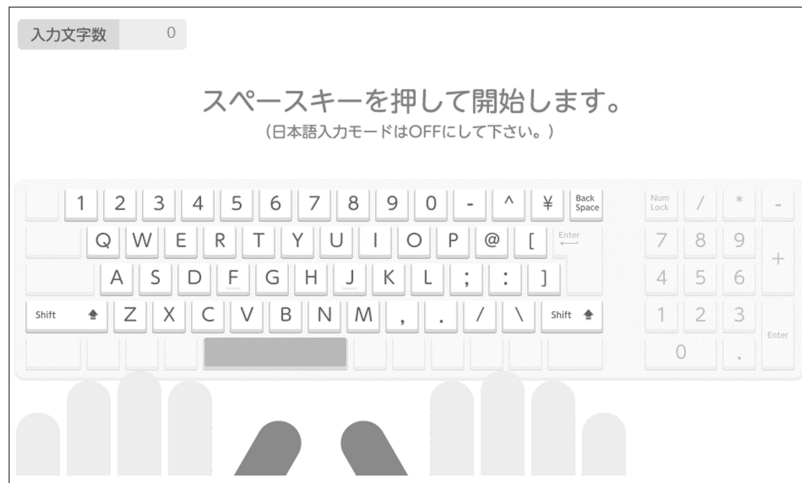 入力文字数 0
スペースキーを押して開始します。
(日本語入力モードはOFFにして下さい。)
1 2 3 4 5 6 7 8 9 0 - ^ ¥ Back Space Num Lock / * -
Q W E R T Y U I O P @ [ Enter 7 8 9 +
A S D F G H J K L ; : ] 4 5 6
Shift Z X C V B N M , . / \ Shift 1 2 3 Enter
0 .